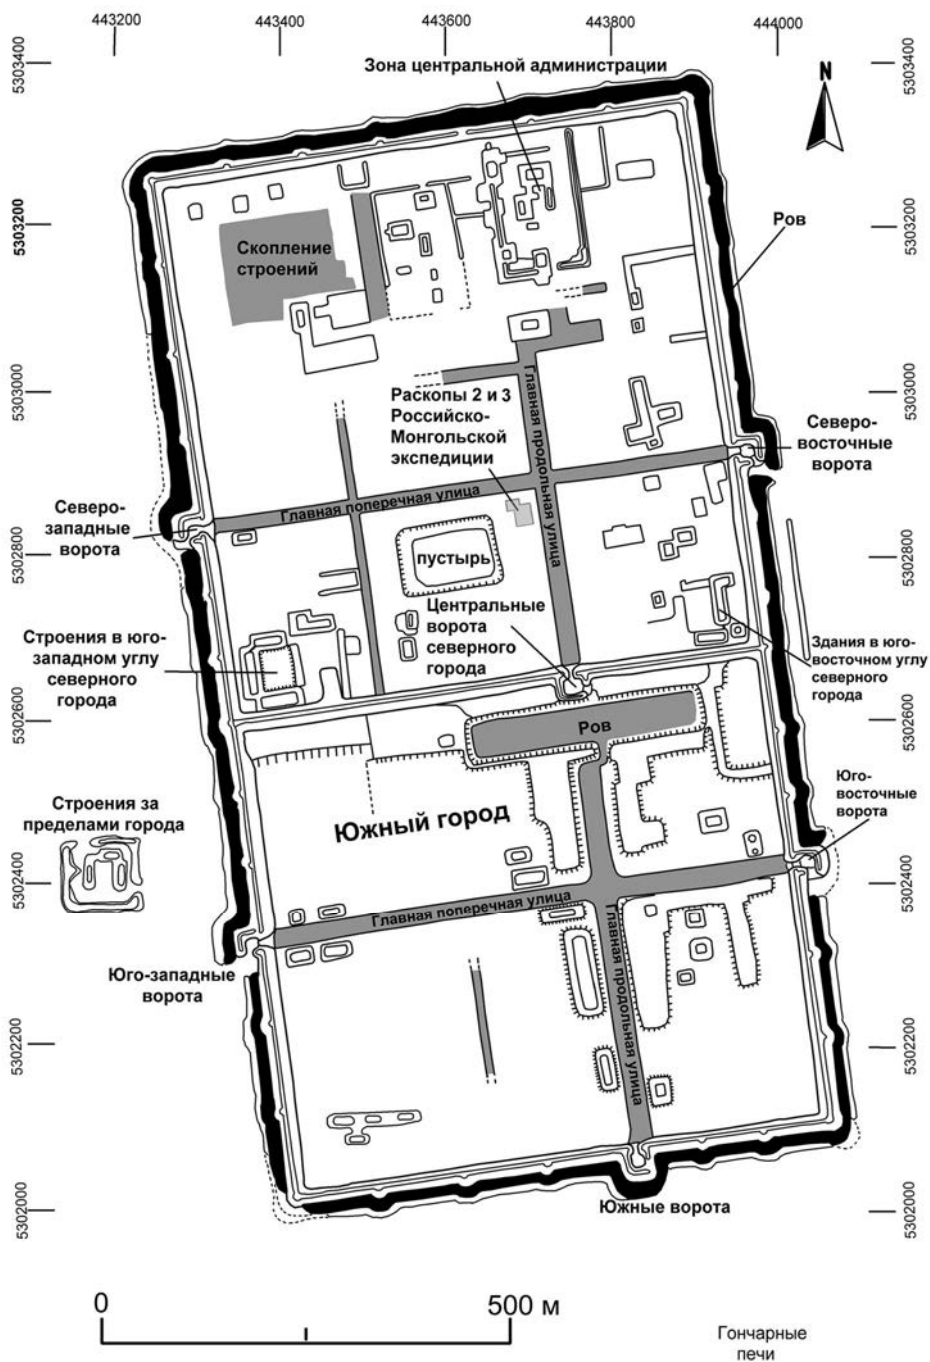 443200
443400
443600
443800
444000
5303400
5303400
Зона центральной администрации
N
5303200
5303200
Ров
Скопление
строений
5303000
5303000
Главная продольная улица
Раскопы 2 и 3
Российско-
Монгольской
экспедиции
Северо-
восточные
ворота
Главная поперечная улица
Северо-
западные
ворота
5302800
5302800
пустырь
Центральные
ворота
северного
города
Строения в юго-
западном углу
северного
города
Здания в юго-
восточном углу
северного
города
5302600
5302600
Ров
Юго-
восточные
ворота
Строения за
пределами города
Южный город
5302400
5302400
Главная поперечная улица
Главная продольная улица
Юго-западные
ворота
5302200
5302200
5302000
5302000
Южные ворота
0
500 м
Гончарные
печи